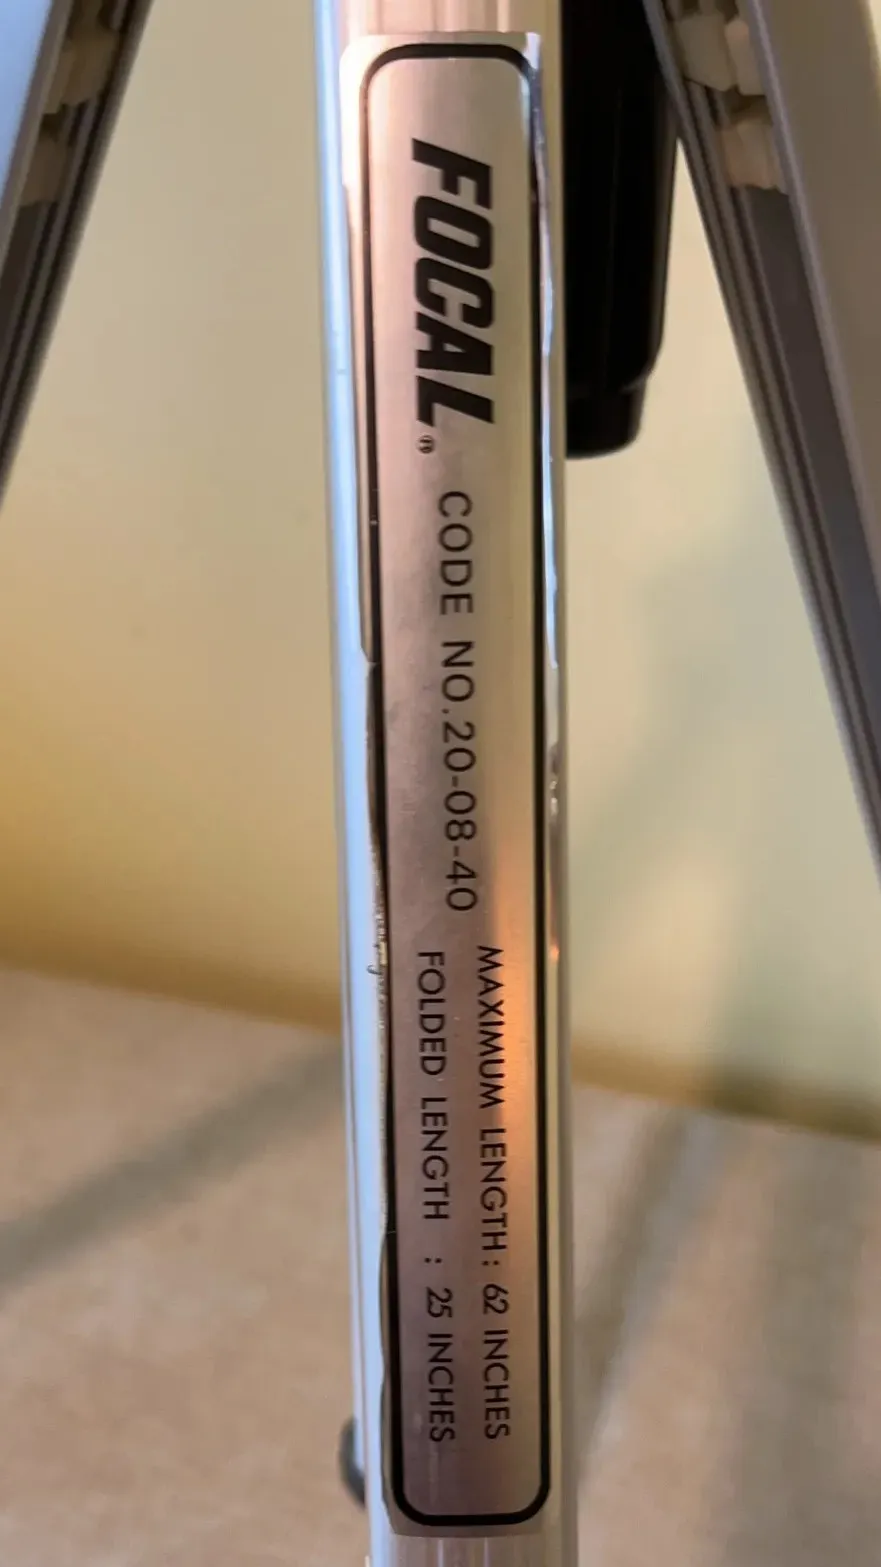 FOCAL®
CODE NO.20-08-40
MAXIMUM LENGTH: 62 INCHES
FOLDED LENGTH : 25 INCHES